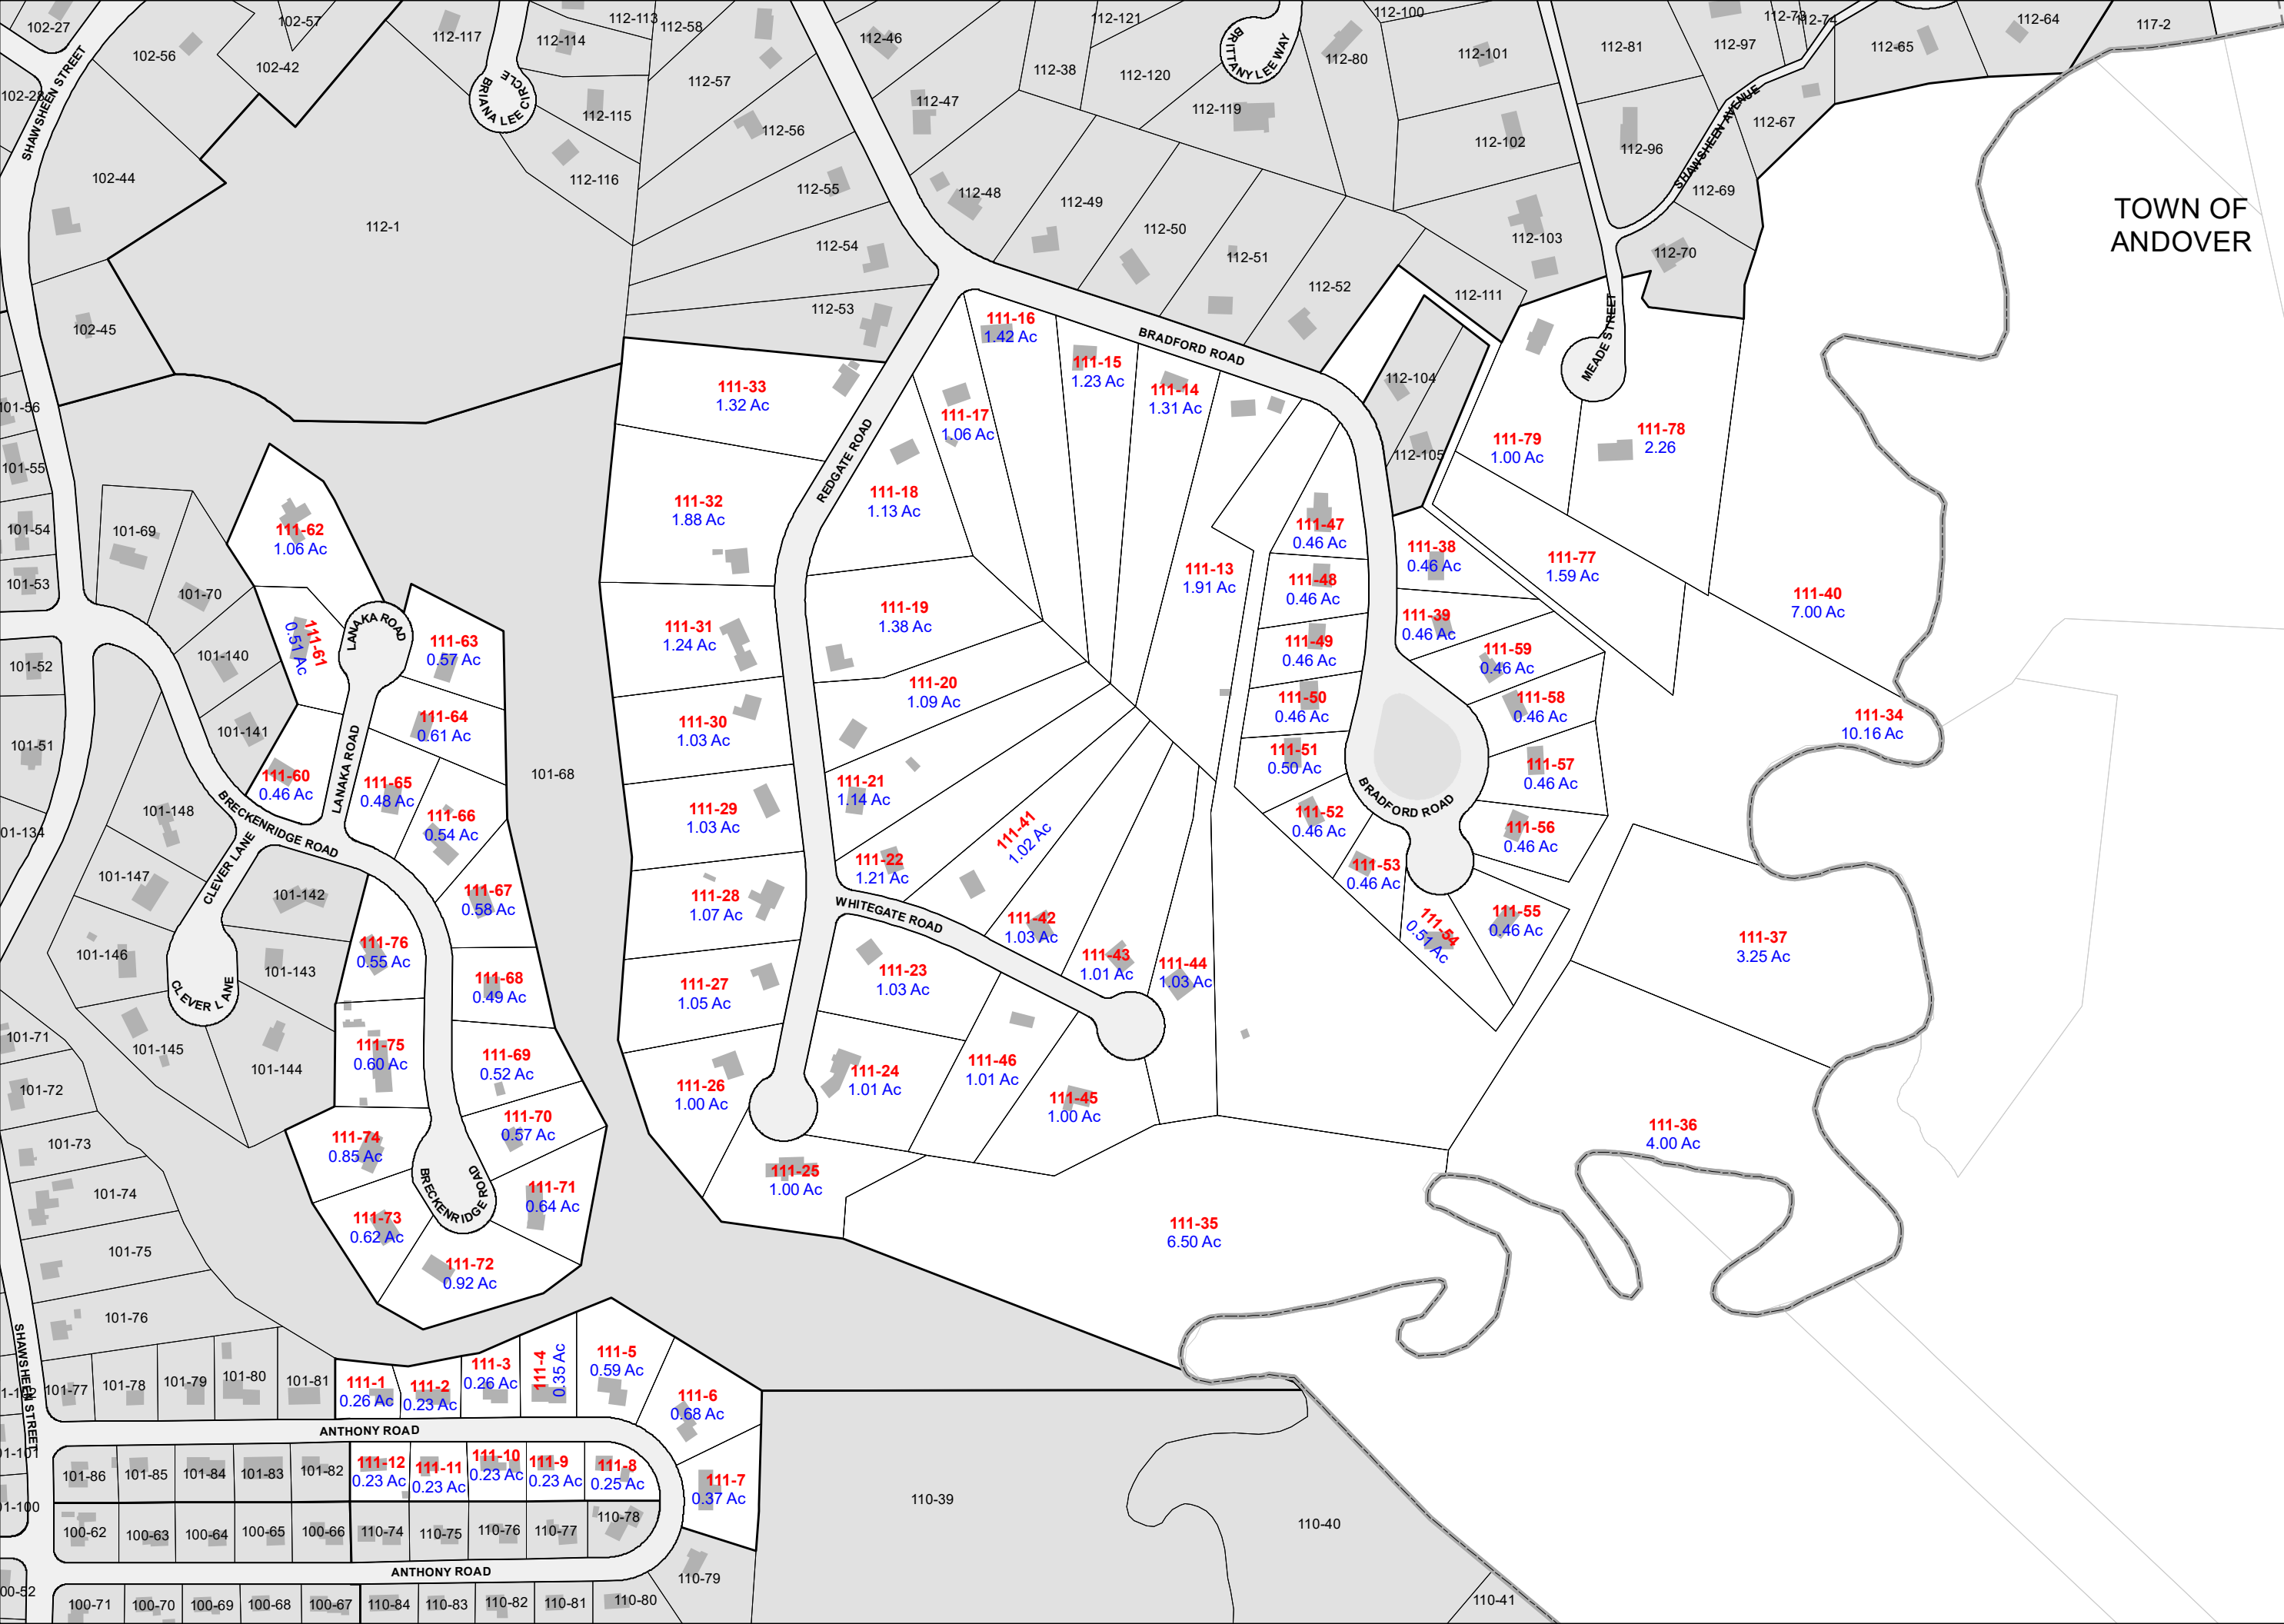 102-27
102-57
102-56
102-42
112-117
112-114
112-113
112-58
112-57
112-46
112-121
112-38
112-120
112-100
112-80
112-101
112-81
112-97
112-74
112-64
112-65
117-2
SHAWSHEEN STREET
BRIANA LEE CIRCLE
BRITTANY LEE WAY
112-115
112-56
112-47
112-119
112-102
112-96
SHAWSHEEN AVENUE
112-67
102-44
112-116
112-55
112-48
112-49
112-69
TOWN OF
ANDOVER
112-1
112-54
112-50
112-51
112-103
112-70
102-45
112-53
112-52
112-111
MEADE STREET
111-16
1.42 Ac
BRADFORD ROAD
111-15
1.23 Ac
111-14
1.31 Ac
112-104
112-105
111-33
1.32 Ac
111-17
1.06 Ac
REDGATE ROAD
111-79
1.00 Ac
111-78
2.26
101-56
101-55
101-54
101-53
101-69
101-70
111-62
1.06 Ac
111-32
1.88 Ac
111-18
1.13 Ac
111-47
0.46 Ac
111-38
0.46 Ac
111-77
1.59 Ac
111-13
1.91 Ac
111-48
0.46 Ac
111-40
7.00 Ac
111-61
0.51 Ac
LANAKA ROAD
111-63
0.57 Ac
111-31
1.24 Ac
111-19
1.38 Ac
111-49
0.46 Ac
111-39
0.46 Ac
111-59
0.46 Ac
101-52
101-140
101-141
101-51
111-64
0.61 Ac
111-30
1.03 Ac
111-20
1.09 Ac
111-50
0.46 Ac
111-58
0.46 Ac
111-34
10.16 Ac
111-60
0.46 Ac
LANAKA ROAD
111-65
0.48 Ac
101-68
111-21
1.14 Ac
111-51
0.50 Ac
111-57
0.46 Ac
BRADFORD ROAD
101-148
BRECKENRIDGE ROAD
111-66
0.54 Ac
111-29
1.03 Ac
111-41
1.02 Ac
111-52
0.46 Ac
111-56
0.46 Ac
01-134
CLEVER LANE
101-147
101-142
111-67
0.58 Ac
111-28
1.07 Ac
111-22
1.21 Ac
111-53
0.46 Ac
WHITEGATE ROAD
111-42
1.03 Ac
111-54
0.51 Ac
111-55
0.46 Ac
111-37
3.25 Ac
101-146
101-143
CLEVER LANE
111-76
0.55 Ac
111-68
0.49 Ac
111-27
1.05 Ac
111-23
1.03 Ac
111-43
1.01 Ac
111-44
1.03 Ac
101-71
101-145
101-144
111-75
0.60 Ac
111-69
0.52 Ac
111-26
1.00 Ac
111-24
1.01 Ac
111-46
1.01 Ac
111-45
1.00 Ac
101-72
111-70
0.57 Ac
111-36
4.00 Ac
101-73
111-74
0.85 Ac
BRECKENRIDGE ROAD
111-25
1.00 Ac
101-74
111-71
0.64 Ac
111-73
0.62 Ac
111-35
6.50 Ac
101-75
111-72
0.92 Ac
101-76
SHAWSHEEN STREET
101-77
101-78
101-79
101-80
101-81
111-1
0.26 Ac
111-2
0.23 Ac
111-3
0.26 Ac
111-4
0.35 Ac
111-5
0.59 Ac
111-6
0.68 Ac
ANTHONY ROAD
101-86
101-85
101-84
101-83
101-82
111-12
0.23 Ac
111-11
0.23 Ac
111-10
0.23 Ac
111-9
0.23 Ac
111-8
0.25 Ac
111-7
0.37 Ac
110-39
110-40
100-62
100-63
100-64
100-65
100-66
110-74
110-75
110-76
110-77
110-78
ANTHONY ROAD
110-79
100-71
100-70
100-69
100-68
100-67
110-84
110-83
110-82
110-81
110-80
110-41